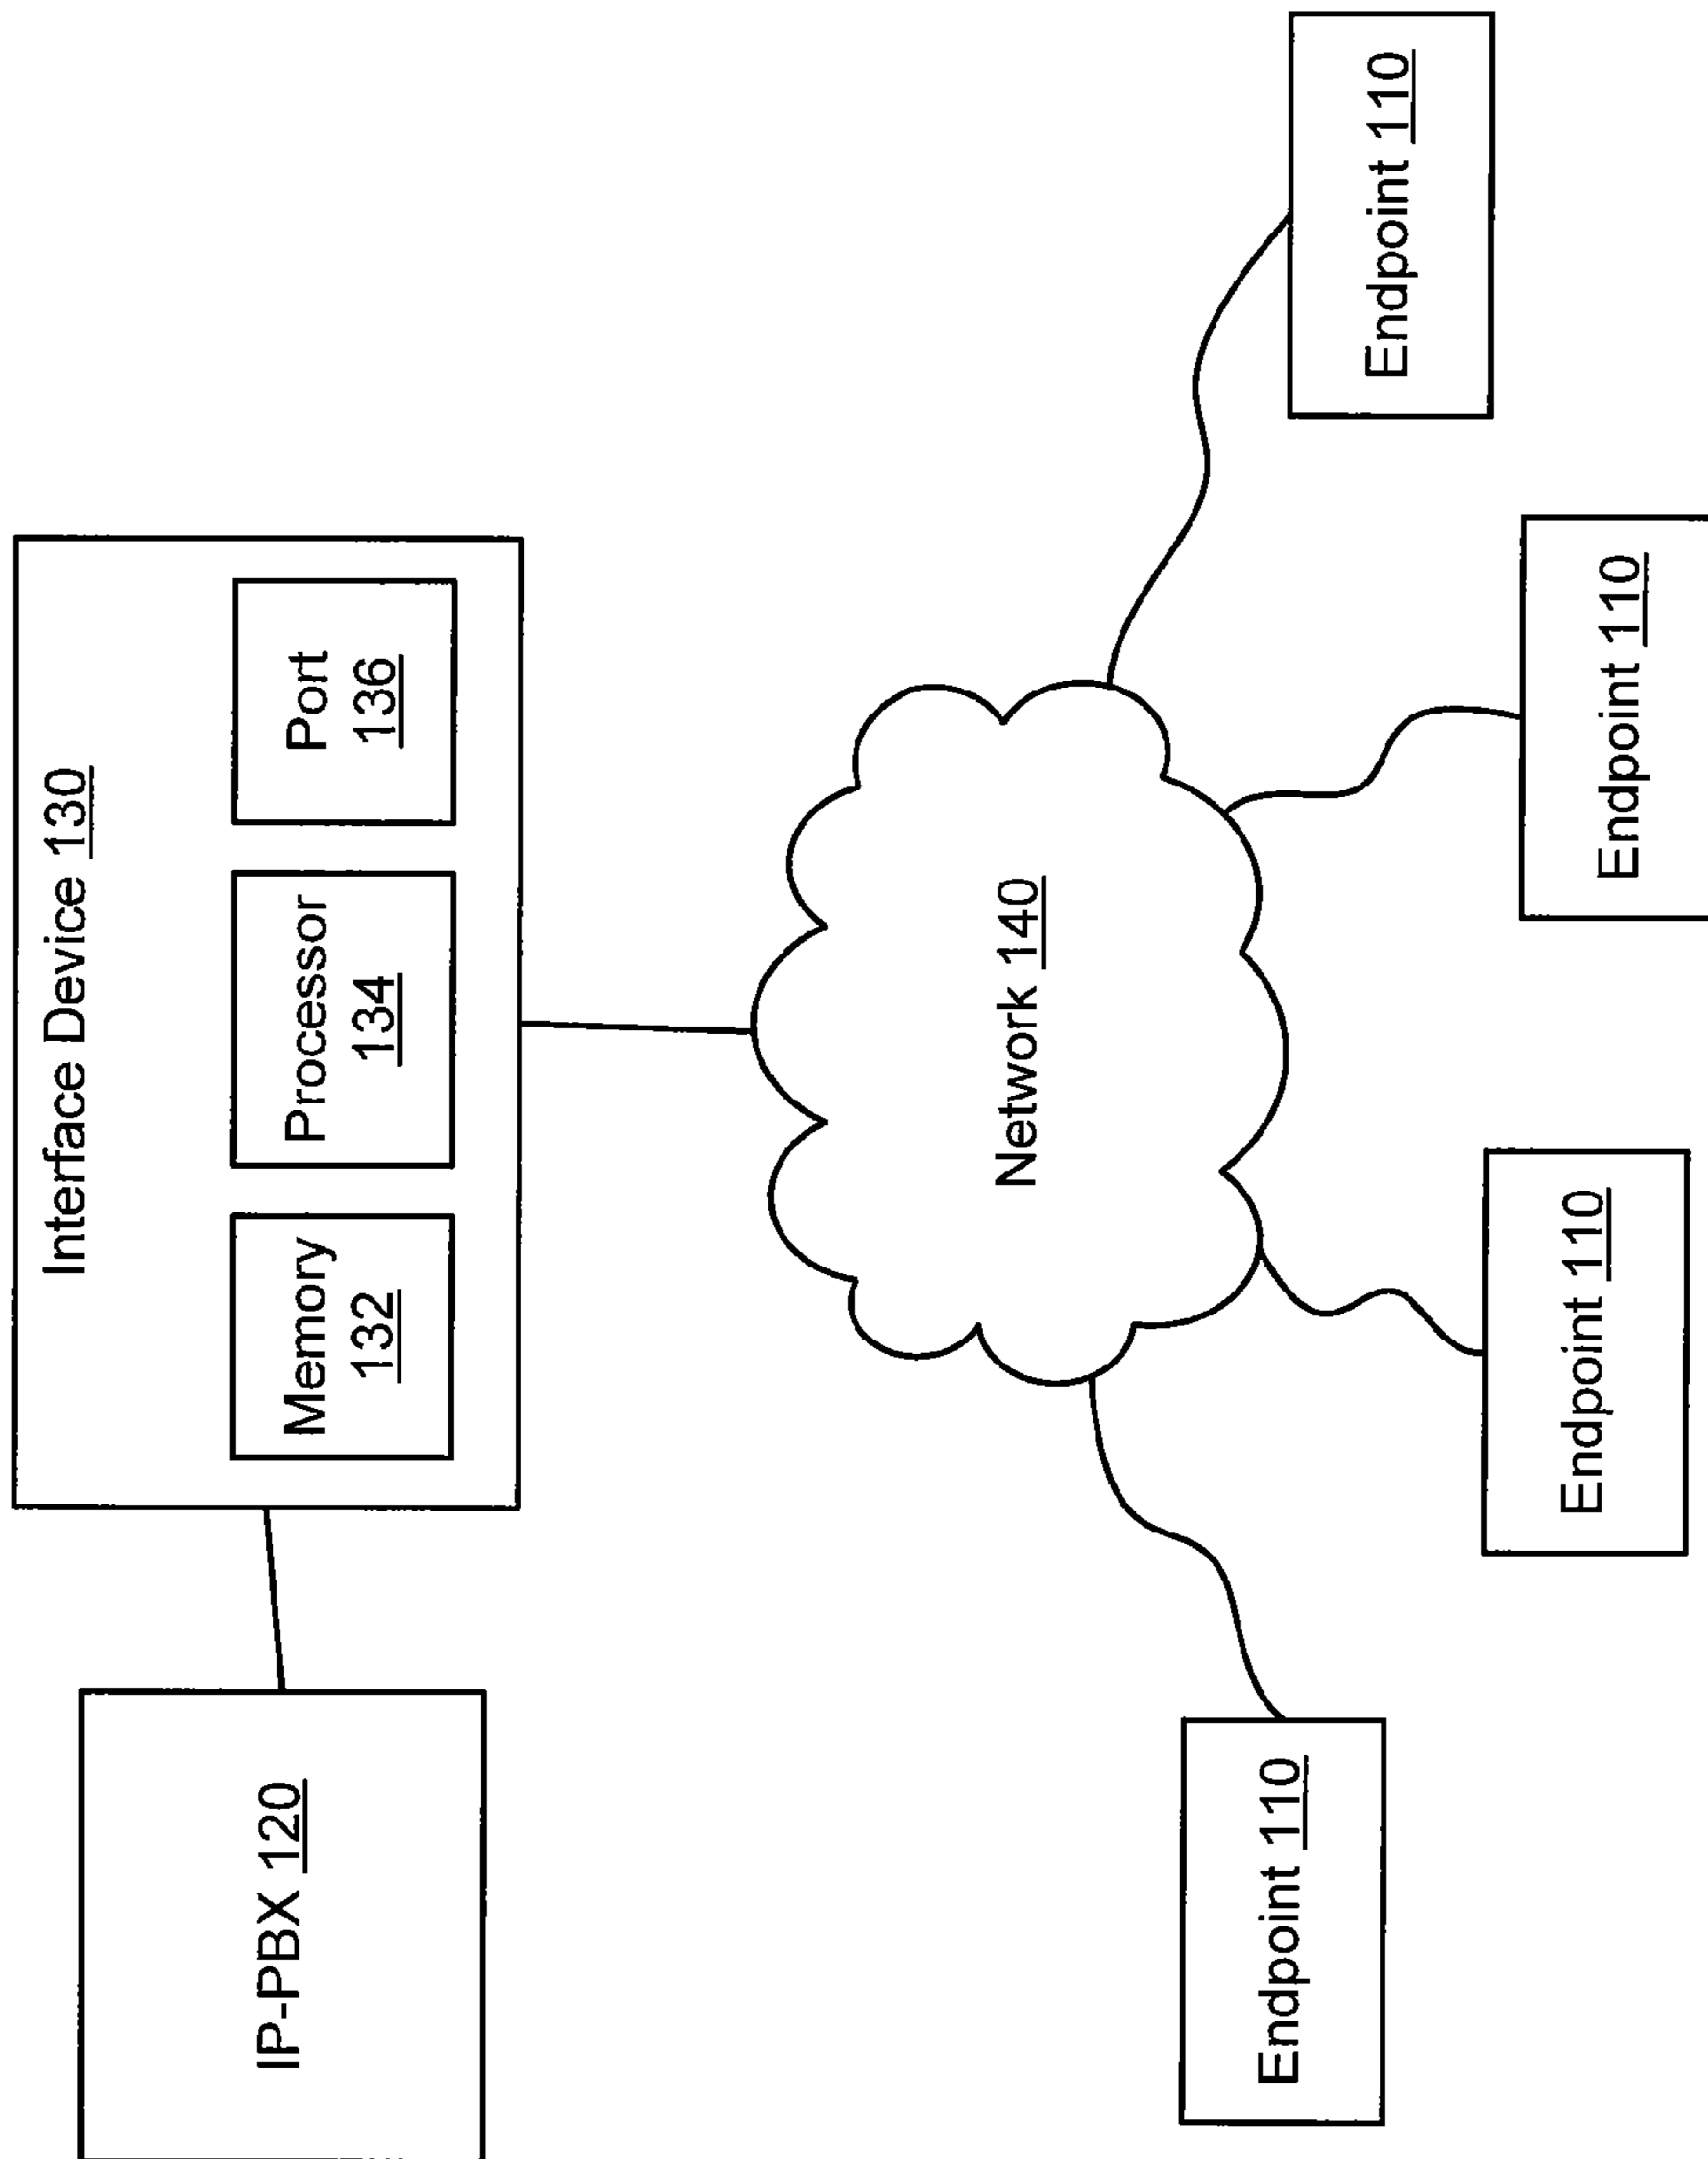 IP-PBX 120
Interface Device 130
Memory
132
Processor
134
Port
136
Network 140
Endpoint 110
Endpoint 110
Endpoint 110
Endpoint 110